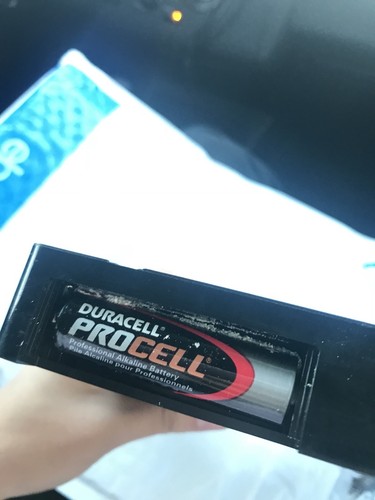 DURACELL®
PROCELL®
Professional Alkaline Battery
Pile Alcaline pour Professionnels